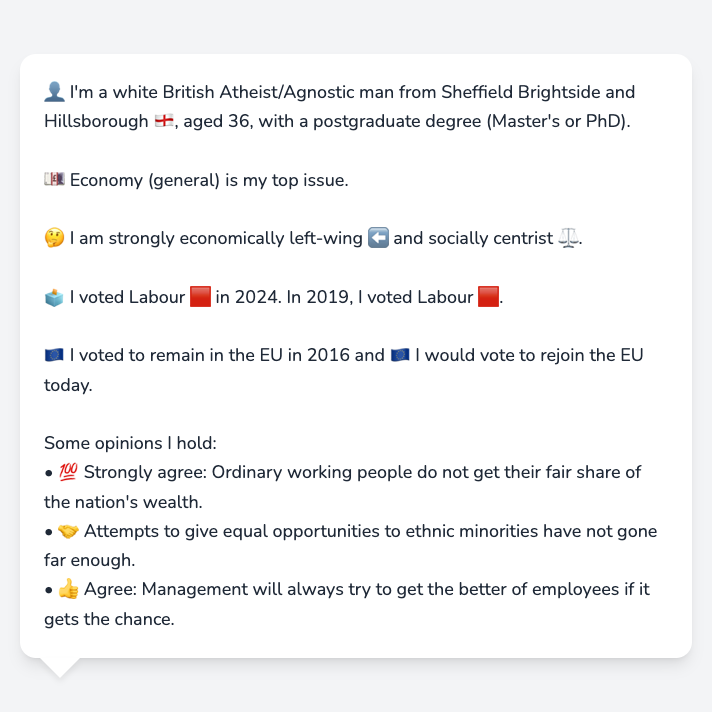 👤 I'm a white British Atheist/Agnostic man from Sheffield Brightside and
Hillsborough 🏴󠁧󠁢󠁥󠁮󠁧󠁿, aged 36, with a postgraduate degree (Master's or PhD).
💷 Economy (general) is my top issue.
🤔 I am strongly economically left-wing ⬅️ and socially centrist ⚖️.
🗳️ I voted Labour 🟥 in 2024. In 2019, I voted Labour 🟥.
🇪🇺 I voted to remain in the EU in 2016 and 🇪🇺 I would vote to rejoin the EU
today.
Some opinions I hold:
• 💯 Strongly agree: Ordinary working people do not get their fair share of
the nation's wealth.
• 🤝 Attempts to give equal opportunities to ethnic minorities have not gone
far enough.
• 👍 Agree: Management will always try to get the better of employees if it
gets the chance.